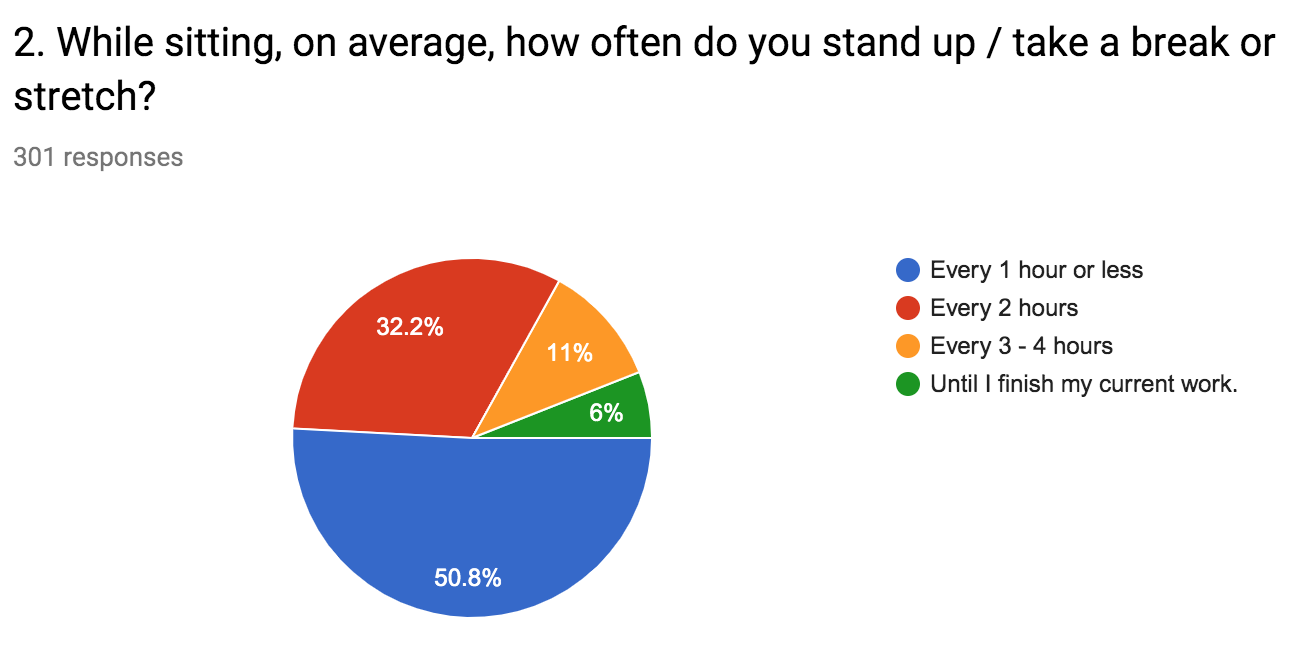 2. While sitting, on average, how often do you stand up / take a break or
stretch?
301 responses
32.2%
11%
6%
50.8%
Every 1 hour or less
Every 2 hours
Every 3 - 4 hours
Until I finish my current work.